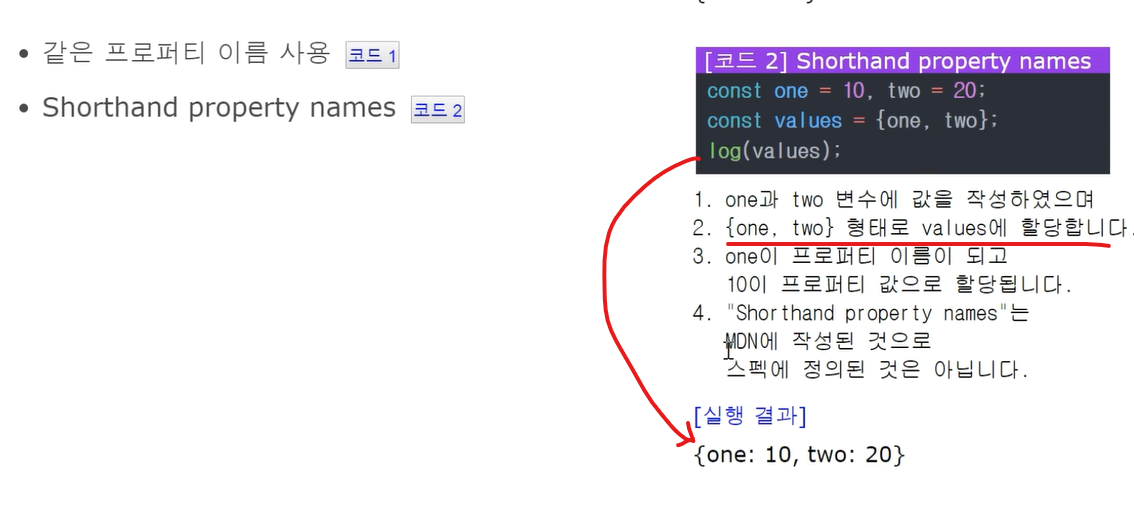 • 같은 프로퍼티 이름 사용 코드 1
• Shorthand property names 코드 2
[코드 2] Shorthand property names
const one = 10, two = 20;
const values = {one, two};
log(values);
1. one과 two 변수에 값을 작성하였으며
2. {one, two} 형태로 values에 할당합니다.
3. one이 프로퍼티 이름이 되고
10이 프로퍼티 값으로 할당됩니다.
4. "Shorthand property names"는
MDN에 작성된 것으로
스펙에 정의된 것은 아닙니다.
[실행 결과]
{one: 10, two: 20}